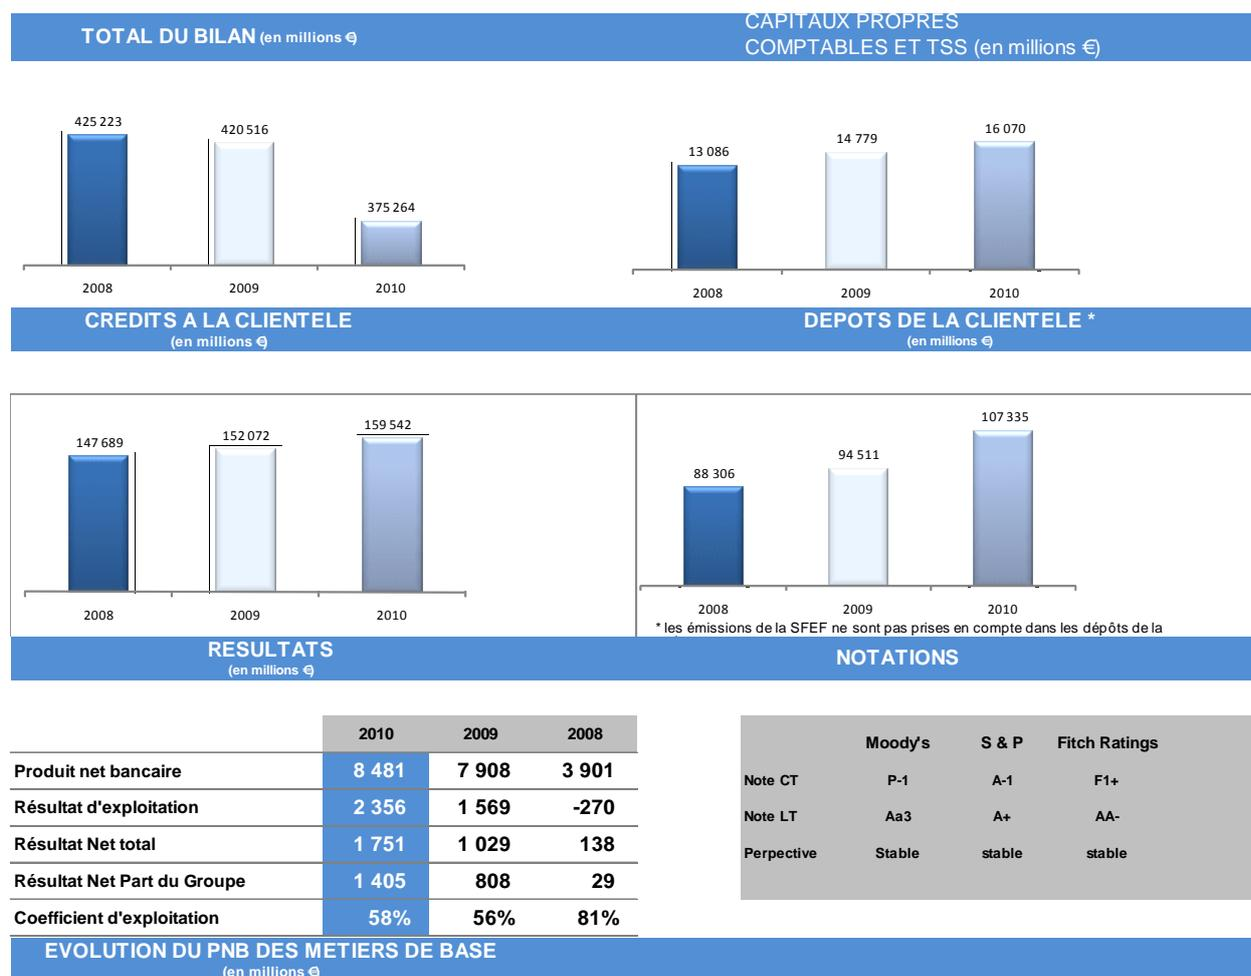 TOTAL DU BILAN (en millions €)
CAPITAUX PROPRES
COMPTABLES ET TSS (en millions €)
425 223
420 516
375 264
2008
2009
2010
13 086
14 779
16 070
2008
2009
2010
CREDITS A LA CLIENTELE
(en millions €)
DEPOTS DE LA CLIENTELE *
(en millions €)
147 689
152 072
159 542
2008
2009
2010
88 306
94 511
107 335
2008
2009
2010
* les émissions de la SFEF ne sont pas prises en compte dans les dépôts de la
RESULTATS
(en millions €)
NOTATIONS
2010 2009 2008
Produit net bancaire 8 481 7 908 3 901
Résultat d'exploitation 2 356 1 569 -270
Résultat Net total 1 751 1 029 138
Résultat Net Part du Groupe 1 405 808 29
Coefficient d'exploitation 58% 56% 81%
Moody's S & P Fitch Ratings
Note CT P-1 A-1 F1+
Note LT Aa3 A+ AA-
Perpective Stable stable stable
EVOLUTION DU PNB DES METIERS DE BASE
(en millions €)